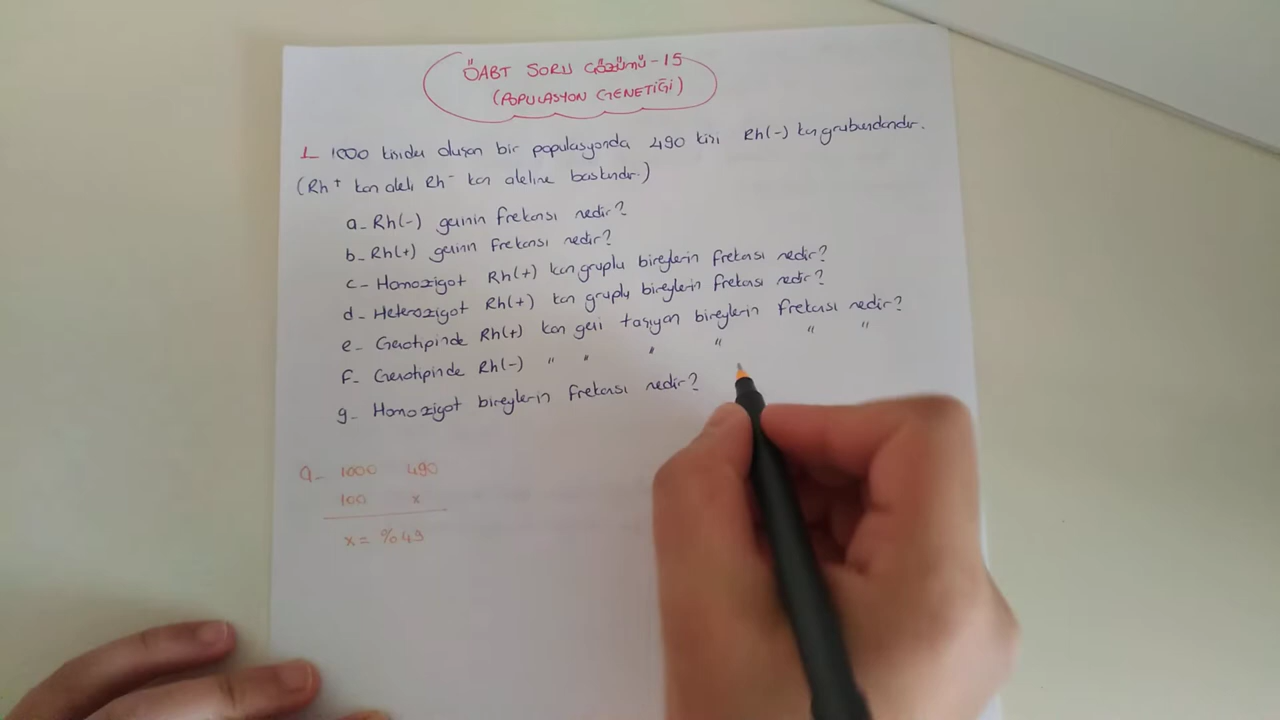 ÖABT SORU ÇÖZÜMÜ-15
(POPULASYON GENETİĞİ)
1- 1000 kişiden oluşan bir populasyonda 490 kişi Rh(-) kan grubundandır.
(Rh⁺ kan aleli Rh⁻ kan aleline baskındır.)
a- Rh(-) geninin frekansı nedir?
b- Rh(+) genin frekansı nedir?
c- Homozigot Rh(+) kan gruplu bireylerin frekansı nedir?
d- Heterozigot Rh(+) kan gruplu bireylerin frekansı nedir?
e- Genotipinde Rh(+) kan geni taşıyan bireylerin frekansı nedir?
f- Genotipinde Rh(-) " " " " " "
g- Homozigot bireylerin frekansı nedir?
a- 1000 490
100 x
x = %49